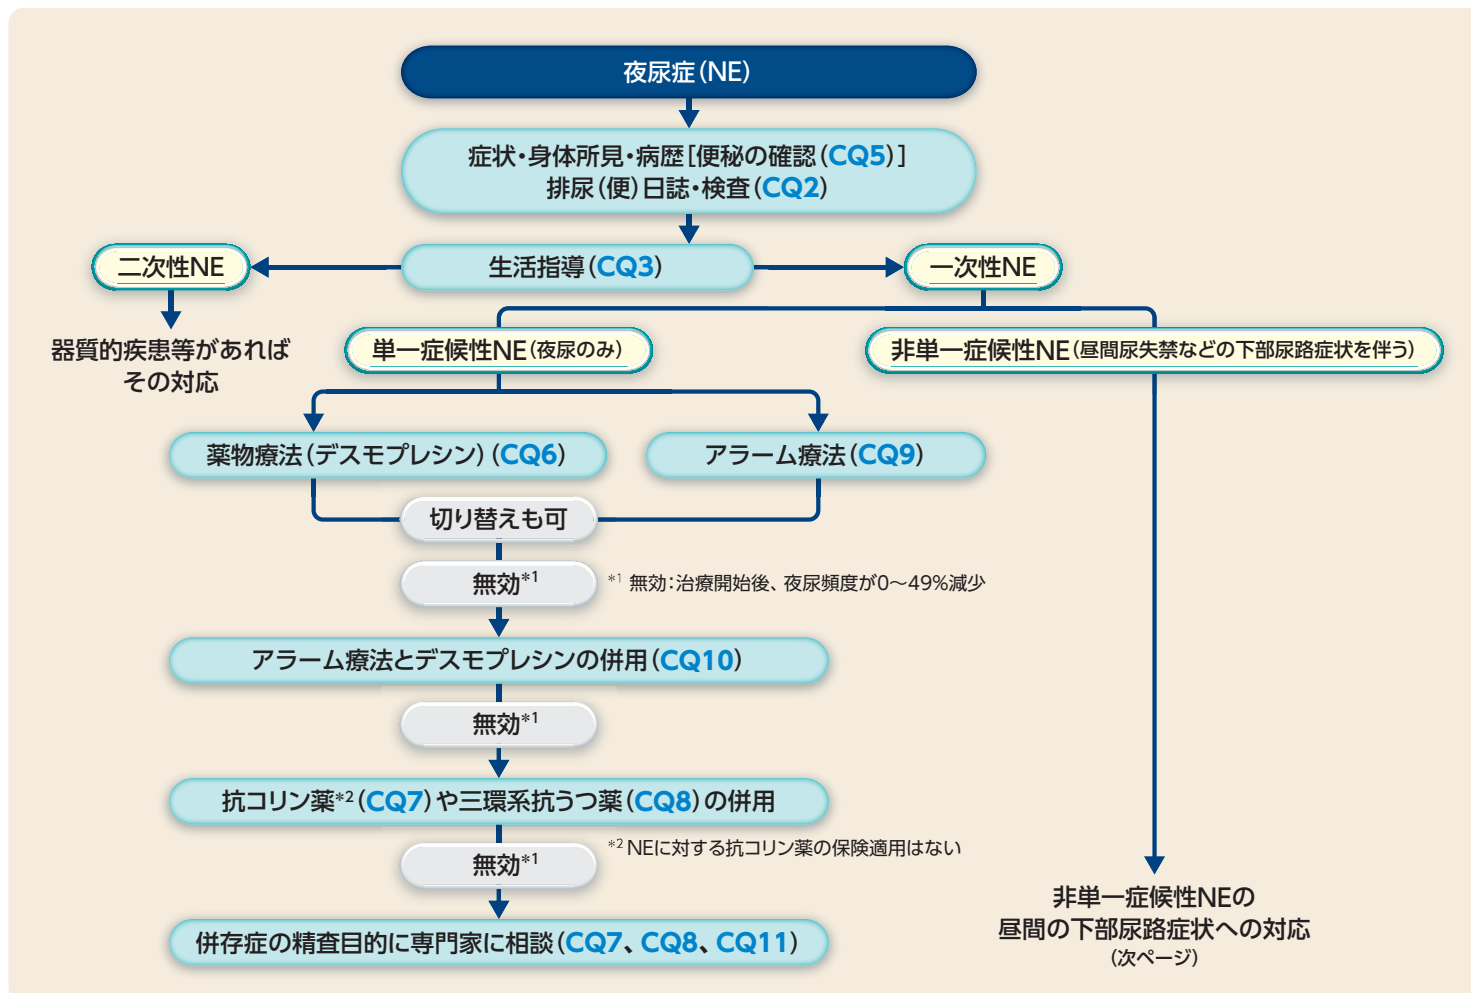 夜尿症（NE）
症状・身体所見・病歴［便秘の確認（CQ5）］
排尿（便）日誌・検査（CQ2）
二次性NE
生活指導（CQ3）
一次性NE
器質的疾患等があれば
その対応
単一症候性NE（夜尿のみ）
非単一症候性NE（昼間尿失禁などの下部尿路症状を伴う）
薬物療法（デスモプレシン）（CQ6）
アラーム療法（CQ9）
切り替えも可
無効*1
*1 無効：治療開始後、夜尿頻度が0〜49%減少
アラーム療法とデスモプレシンの併用（CQ10）
無効*1
抗コリン薬*2（CQ7）や三環系抗うつ薬（CQ8）の併用
*2 NEに対する抗コリン薬の保険適用はない
無効*1
併存症の精査目的に専門家に相談（CQ7、CQ8、CQ11）
非単一症候性NEの
昼間の下部尿路症状への対応
（次ページ）